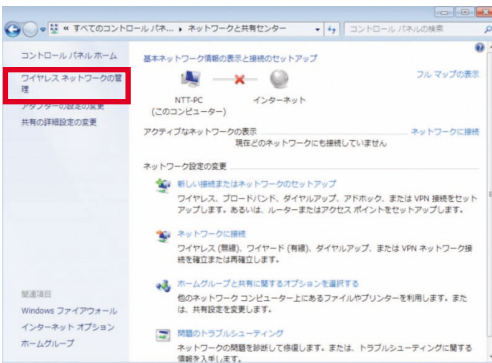 « すべてのコントロール パネ... ▸ ネットワークと共有センター
コントロール パネルの検索
コントロール パネル ホーム
ワイヤレス ネットワークの管
理
アダプターの設定の変更
共有の詳細設定の変更
関連項目
Windows ファイアウォール
インターネット オプション
ホームグループ
基本ネットワーク情報の表示と接続のセットアップ
フル マップの表示
NTT-PC
(このコンピューター)
インターネット
アクティブなネットワークの表示
ネットワークに接続
現在どのネットワークにも接続していません
ネットワーク設定の変更
新しい接続またはネットワークのセットアップ
ワイヤレス、ブロードバンド、ダイヤルアップ、アドホック、または VPN 接続をセット
アップします。あるいは、ルーターまたはアクセス ポイントをセットアップします。
ネットワークに接続
ワイヤレス (無線)、ワイヤード (有線)、ダイヤルアップ、または VPN ネットワーク接
続を確立または再確立します。
ホームグループと共有に関するオプションを選択する
他のネットワーク コンピューター上にあるファイルやプリンターを利用します。また
は、共有設定を変更します。
問題のトラブルシューティング
ネットワークの問題を診断して修復します。または、トラブルシューティングに関する
情報を入手します。